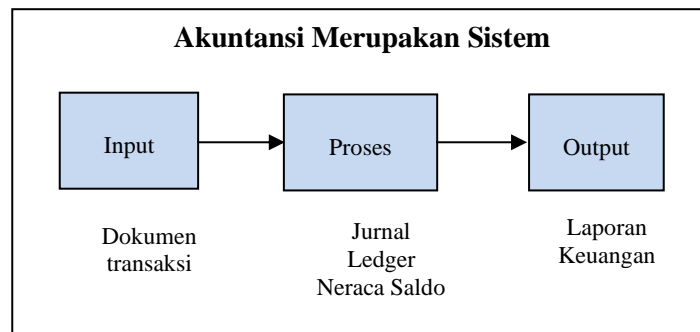 Akuntansi Merupakan Sistem
Input
Proses
Output
Dokumen
transaksi
Jurnal
Ledger
Neraca Saldo
Laporan
Keuangan